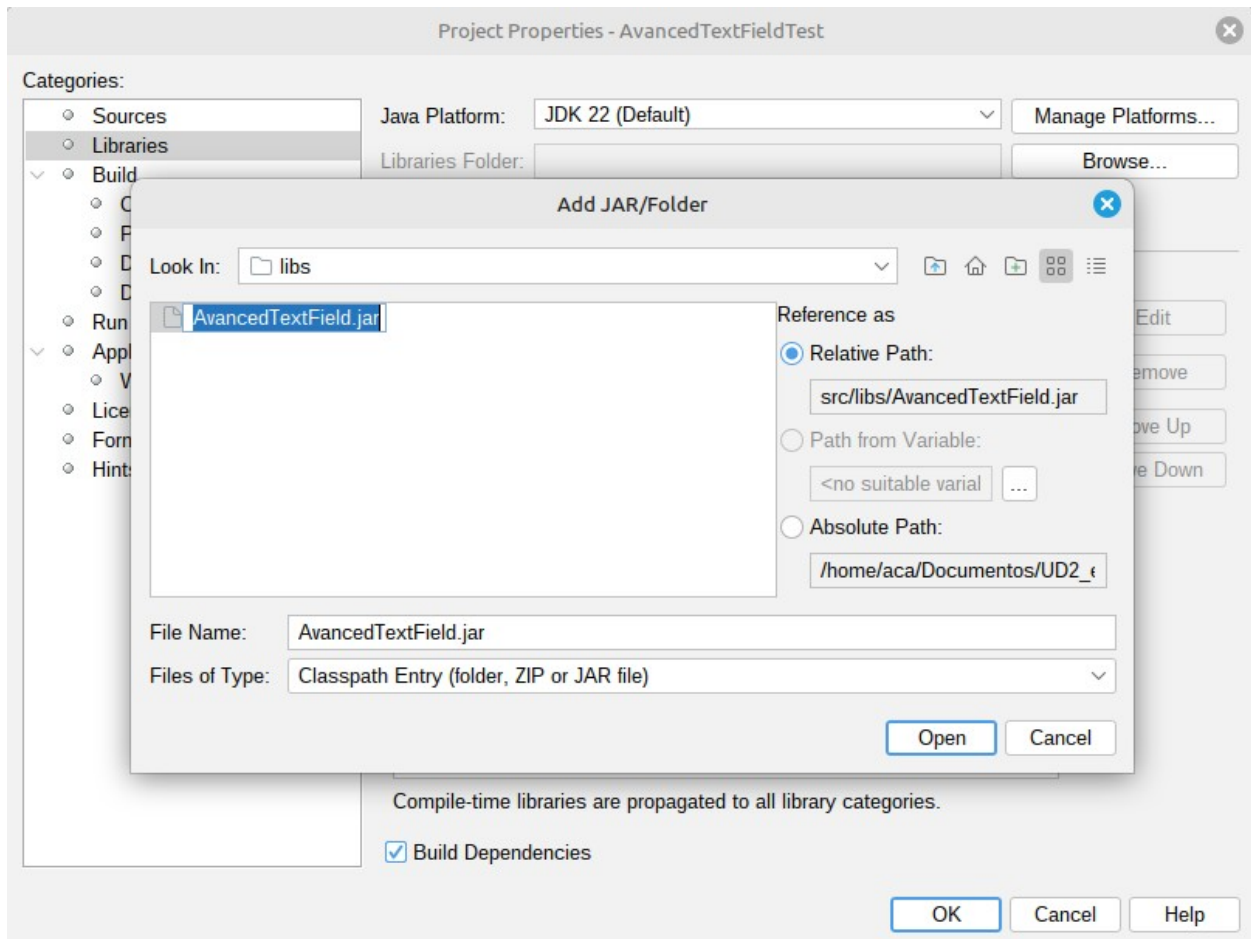 Project Properties - AvancedTextFieldTest
Categories:
Sources
Libraries
Build
Run
Java Platform:
JDK 22 (Default)
Manage Platforms...
Libraries Folder:
Browse...
Add JAR/Folder
Look In:
libs
AvancedTextField.jar
Reference as
Relative Path:
src/libs/AvancedTextField.jar
Path from Variable:
<no suitable varial
...
Absolute Path:
/home/aca/Documentos/UD2_e
File Name:
AvancedTextField.jar
Files of Type:
Classpath Entry (folder, ZIP or JAR file)
Open
Cancel
Edit
emove
ove Up
e Down
Compile-time libraries are propagated to all library categories.
Build Dependencies
OK
Cancel
Help